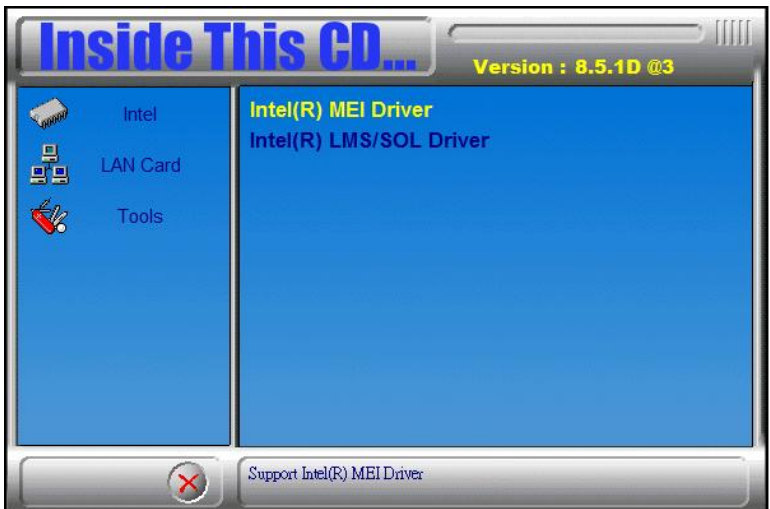 Inside This CD...
Version : 8.5.1D @3
Intel
LAN Card
Tools
Intel(R) MEI Driver
Intel(R) LMS/SOL Driver
Support Intel(R) MEI Driver